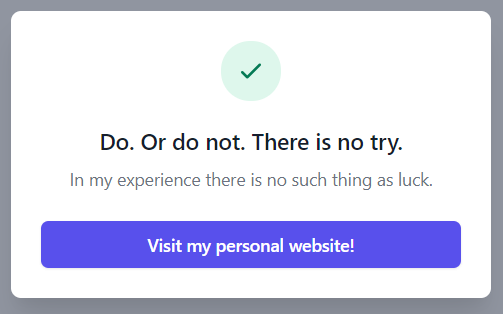 Do. Or do not. There is no try.
In my experience there is no such thing as luck.
Visit my personal website!